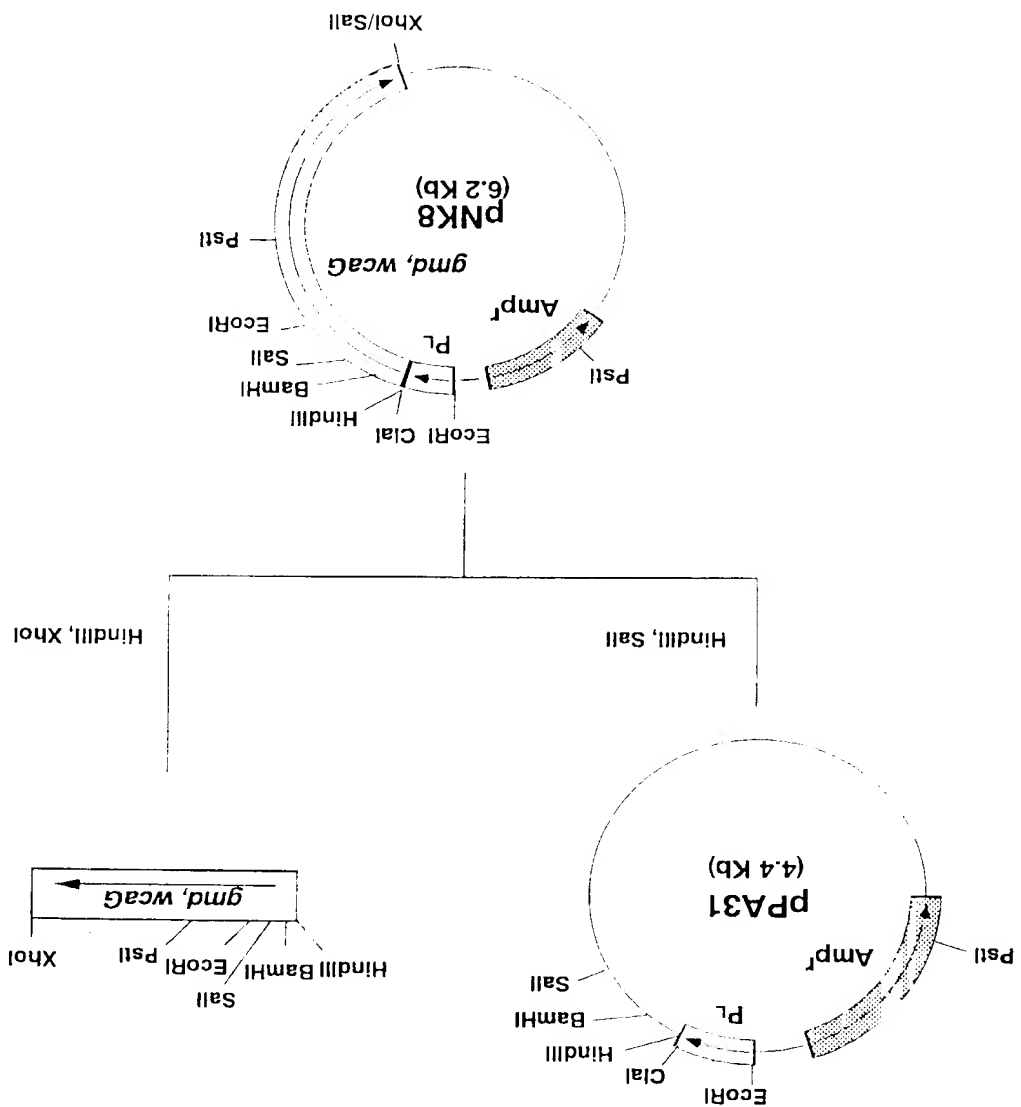 EcoRI
ClaI
HindIII
BamHI
SalI
PL
Ampr
PstI
pPA31
(4.4 Kb)
HindIII
BamHI
SalI
EcoRI
PstI
XhoI
gmd, wcaG
HindIII, SalI
HindIII, XhoI
EcoRI
ClaI
HindIII
BamHI
SalI
EcoRI
PstI
PstI
Ampr
PL
gmd, wcaG
pNK8
(6.2 Kb)
XhoI/SalI